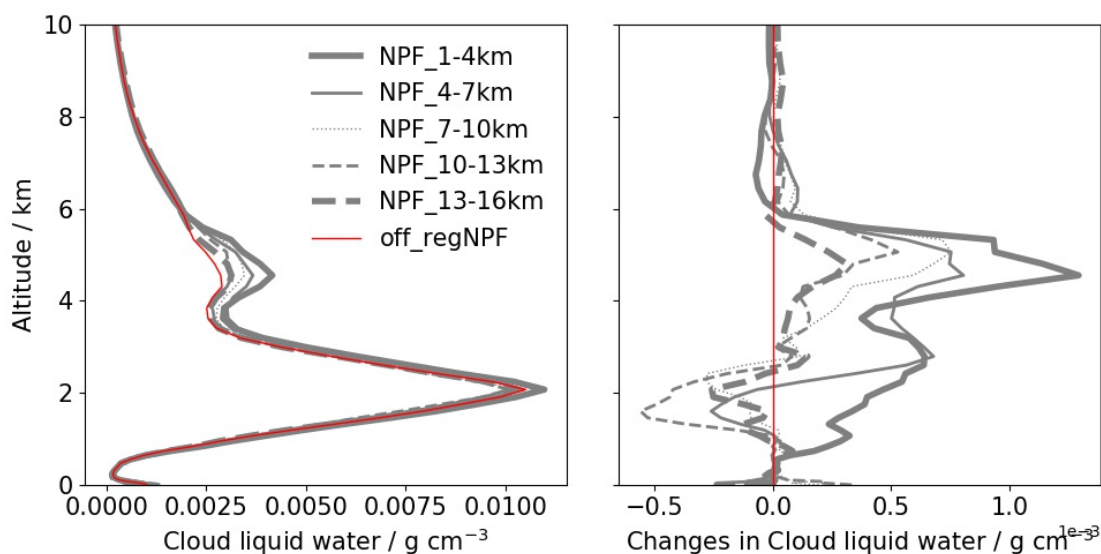 10
8
6
4
2
0
Altitude / km
NPF_1-4km
NPF_4-7km
NPF_7-10km
NPF_10-13km
NPF_13-16km
off_regNPF
0.0000 0.0025 0.0050 0.0075 0.0100
Cloud liquid water / g cm⁻³
−0.5 0.0 0.5 1.0
1e−3
Changes in Cloud liquid water / g cm⁻³